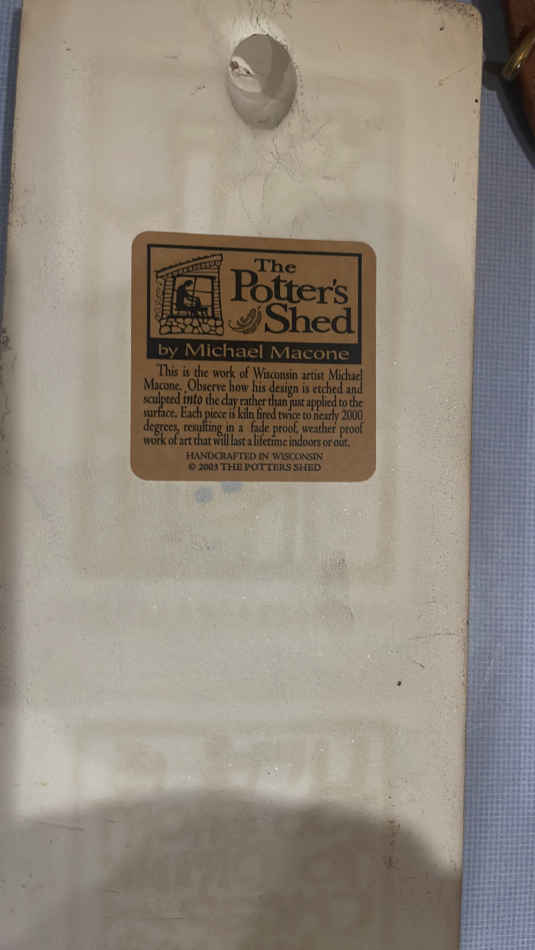 The
Potter's
Shed
by Michael Macone
This is the work of Wisconsin artist Michael
Macone. Observe how his design is etched and
sculpted into the clay rather than just applied to the
surface. Each piece is kiln fired twice to nearly 2000
degrees, resulting in a fade proof, weather proof
work of art that will last a lifetime indoors or out.
HANDCRAFTED IN WISCONSIN
© 2003 THE POTTERS SHED